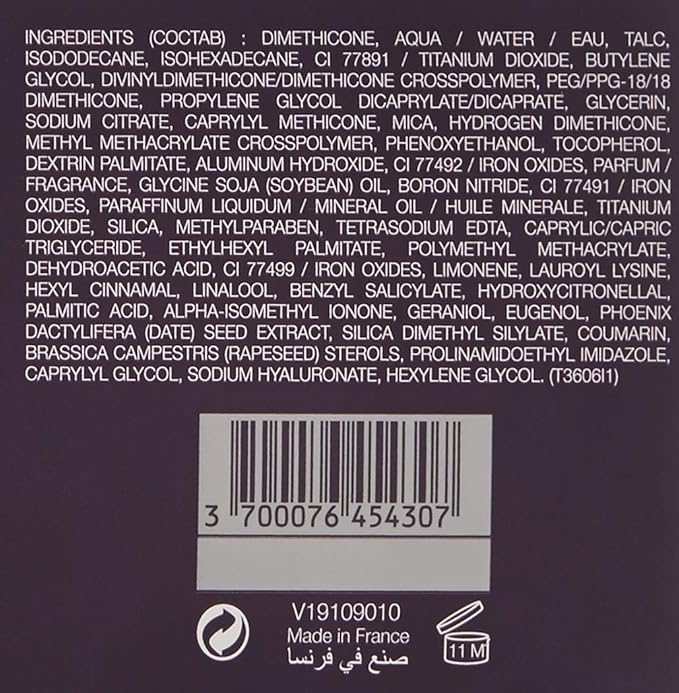 INGREDIENTS (COCTAB) : DIMETHICONE, AQUA / WATER / EAU, TALC,
ISODODECANE, ISOHEXADECANE, CI 77891 / TITANIUM DIOXIDE, BUTYLENE
GLYCOL, DIVINYLDIMETHICONE/DIMETHICONE CROSSPOLYMER, PEG/PPG-18/18
DIMETHICONE, PROPYLENE GLYCOL DICAPRYLATE/DICAPRATE, GLYCERIN,
SODIUM CITRATE, CAPRYLYL METHICONE, MICA, HYDROGEN DIMETHICONE,
METHYL METHACRYLATE CROSSPOLYMER, PHENOXYETHANOL, TOCOPHEROL,
DEXTRIN PALMITATE, ALUMINUM HYDROXIDE, CI 77492 / IRON OXIDES, PARFUM /
FRAGRANCE, GLYCINE SOJA (SOYBEAN) OIL, BORON NITRIDE, CI 77491 / IRON
OXIDES, PARAFFINUM LIQUIDUM / MINERAL OIL / HUILE MINERALE, TITANIUM
DIOXIDE, SILICA, METHYLPARABEN, TETRASODIUM EDTA, CAPRYLIC/CAPRIC
TRIGLYCERIDE, ETHYLHEXYL PALMITATE, POLYMETHYL METHACRYLATE,
DEHYDROACETIC ACID, CI 77499 / IRON OXIDES, LIMONENE, LAUROYL LYSINE,
HEXYL CINNAMAL, LINALOOL, BENZYL SALICYLATE, HYDROXYCITRONELLAL,
PALMITIC ACID, ALPHA-ISOMETHYL IONONE, GERANIOL, EUGENOL, PHOENIX
DACTYLIFERA (DATE) SEED EXTRACT, SILICA DIMETHYL SILYLATE, COUMARIN,
BRASSICA CAMPESTRIS (RAPESEED) STEROLS, PROLINAMIDOETHYL IMIDAZOLE,
CAPRYLYL GLYCOL, SODIUM HYALURONATE, HEXYLENE GLYCOL. (T3606I1)
3 700076 454307
V19109010
Made in France
صنع في فرنسا
11 M